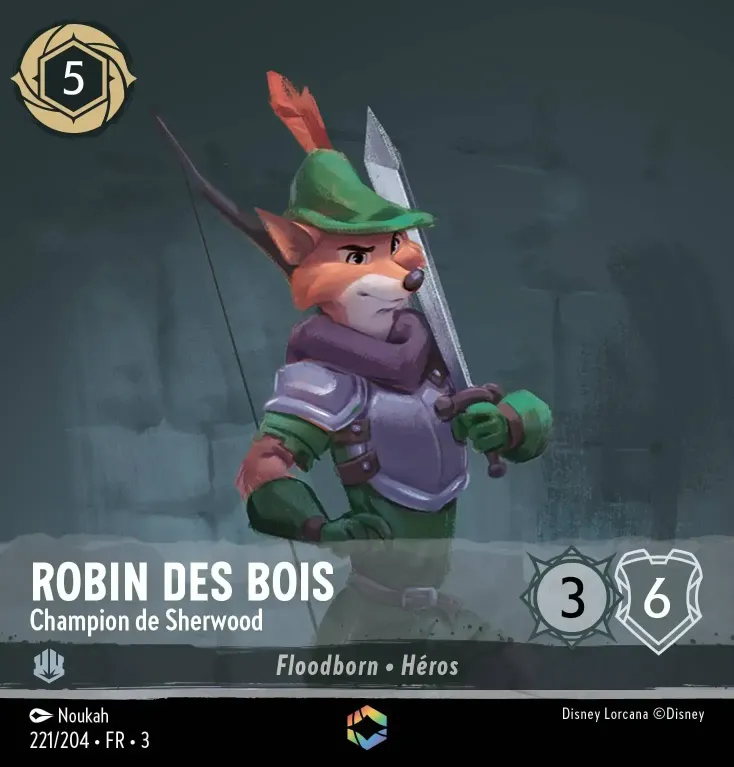 5
ROBIN DES BOIS
Champion de Sherwood
3 6
Floodborn • Héros
Noukah
Disney Lorcana ©Disney
221/204 • FR • 3